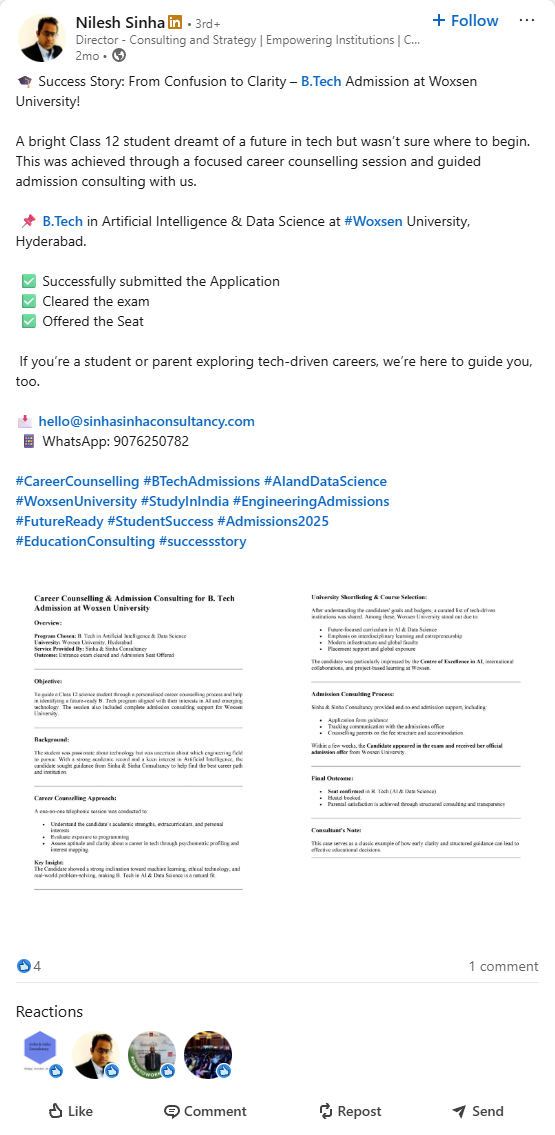 Nilesh Sinha in • 3rd+
+ Follow ...
Director - Consulting and Strategy | Empowering Institutions | C...
2mo •
Success Story: From Confusion to Clarity – B.Tech Admission at Woxsen
University!
A bright Class 12 student dreamt of a future in tech but wasn’t sure where to begin.
This was achieved through a focused career counselling session and guided
admission consulting with us.
B.Tech in Artificial Intelligence & Data Science at #Woxsen University,
Hyderabad.
Successfully submitted the Application
Cleared the exam
Offered the Seat
If you’re a student or parent exploring tech-driven careers, we’re here to guide you,
too.
hello@sinhasinhaconsultancy.com
WhatsApp: 9076250782
#CareerCounselling #BTechAdmissions #AIandDataScience
#WoxsenUniversity #StudyInIndia #EngineeringAdmissions
#FutureReady #StudentSuccess #Admissions2025
#EducationConsulting #successstory
Career Counselling & Admission Consulting for B. Tech
Admission at Woxsen University
Overview:
Program Chosen: B. Tech in Artificial Intelligence & Data Science
University: Woxsen University, Hyderabad
Service Provided By: Sinha & Sinha Consultancy
Outcome: Entrance exam cleared and Admission Seat Offered
Objective:
To guide a Class 12 science student through a personalised career counselling process and help
in identifying a future-ready B. Tech program aligned with their interests in AI and emerging
technology. The session also included complete admission consulting support for Woxsen
University.
Background:
The student was passionate about technology but was uncertain about which engineering field
to pursue. With a strong academic record and a keen interest in Artificial Intelligence, the
candidate sought guidance from Sinha & Sinha Consultancy to help find the best career path
and institution.
Career Counselling Approach:
A one-on-one telephonic session was conducted to:
• Understand the candidate's academic strengths, extracurriculars, and personal
interests
• Evaluate exposure to programming
• Assess aptitude and clarity about a career in tech through psychometric profiling and
interest mapping
Key Insight:
The Candidate showed a strong inclination toward machine learning, ethical technology, and
real-world problem-solving, making B. Tech in AI & Data Science a natural fit.
University Shortlisting & Course Selection:
After understanding the candidates' goals and budgets, a curated list of tech-driven
institutions was shared. Among these, Woxsen University stood out due to:
• Future-focused curriculum in AI & Data Science
• Emphasis on interdisciplinary learning and entrepreneurship
• Modern infrastructure and global faculty
• Placement support and global exposure
The candidate was particularly impressed by the Centre of Excellence in AI, international
collaborations, and project-based learning at Woxsen.
Admission Consulting Process:
Sinha & Sinha Consultancy provided end-to-end admission support, including:
• Application form guidance
• Tracking communication with the admissions office
• Counselling parents on the fee structure and accommodation
Within a few weeks, the Candidate appeared in the exam and received her official
admission offer from Woxsen University.
Final Outcome:
• Seat confirmed in B. Tech (AI & Data Science)
• Hostel booked
• Parental satisfaction is achieved through structured consulting and transparency
Consultant's Note:
This case serves as a classic example of how early clarity and structured guidance can lead to
effective educational decisions.
4
1 comment
Reactions
Like
Comment
Repost
Send